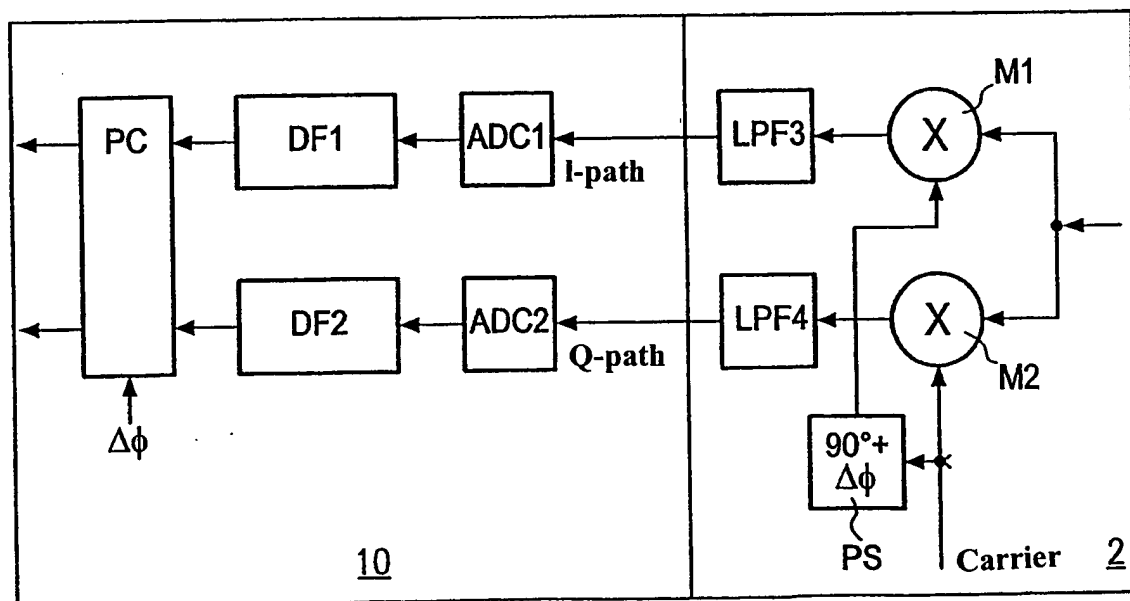 M1
PC
DF1
ADC1
LPF3
X
I-path
DF2
ADC2
LPF4
X
Q-path
M2
Δϕ
90°+
Δϕ
10
PS
Carrier
2